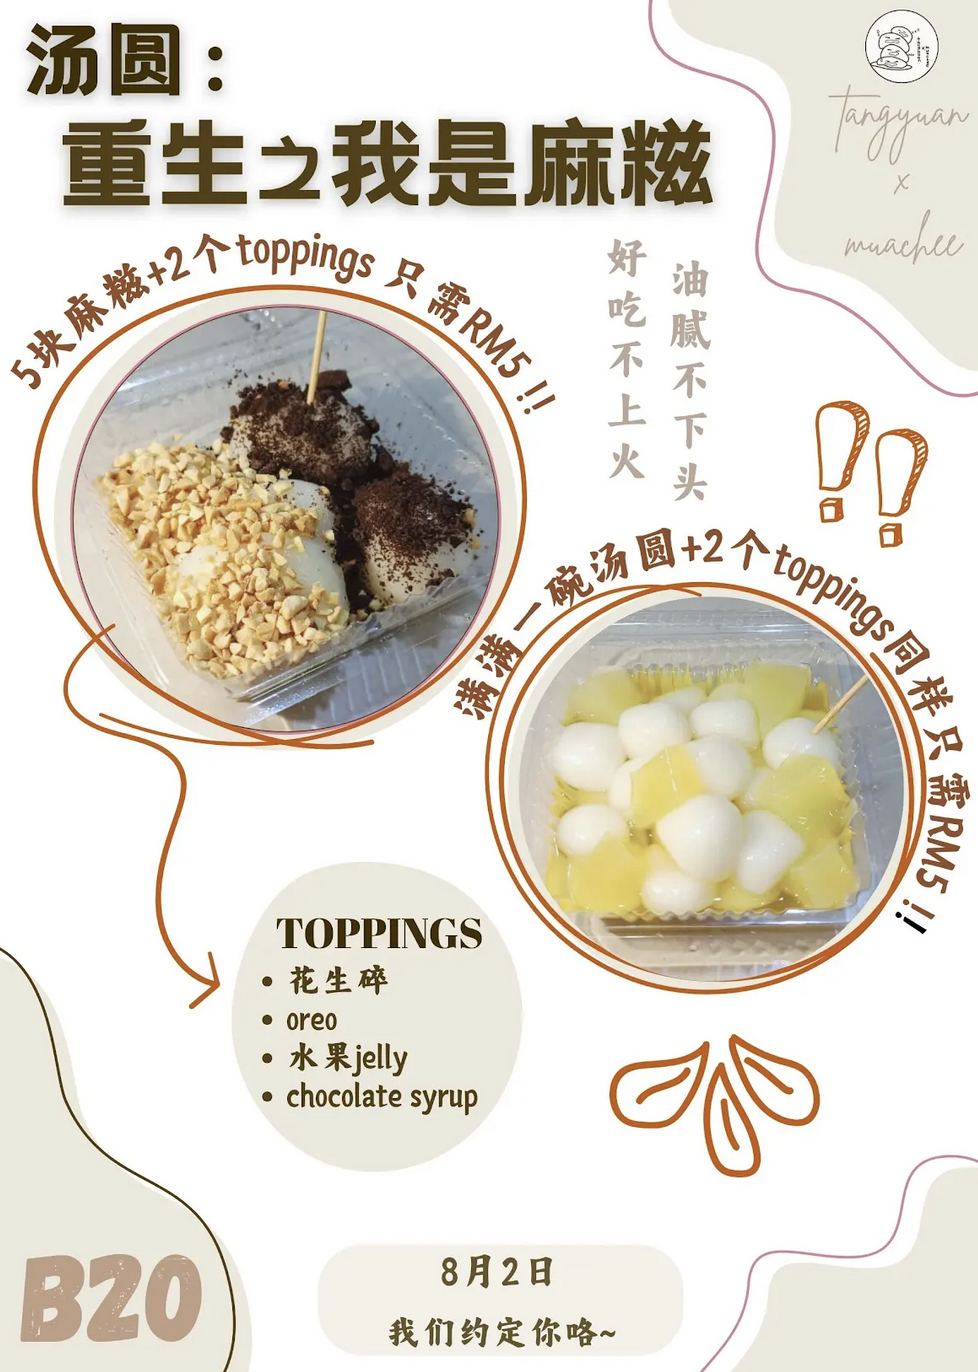 汤圆：
重生之我是麻糍
tangyuan
x
muachee
5块麻糍+2个toppings 只需RM5!!
好吃不上火
油腻不下头
满满一碗汤圆+2个toppings同样只需RM5!!
TOPPINGS
• 花生碎
• oreo
• 水果jelly
• chocolate syrup
B20
8月2日
我们约定你咯~